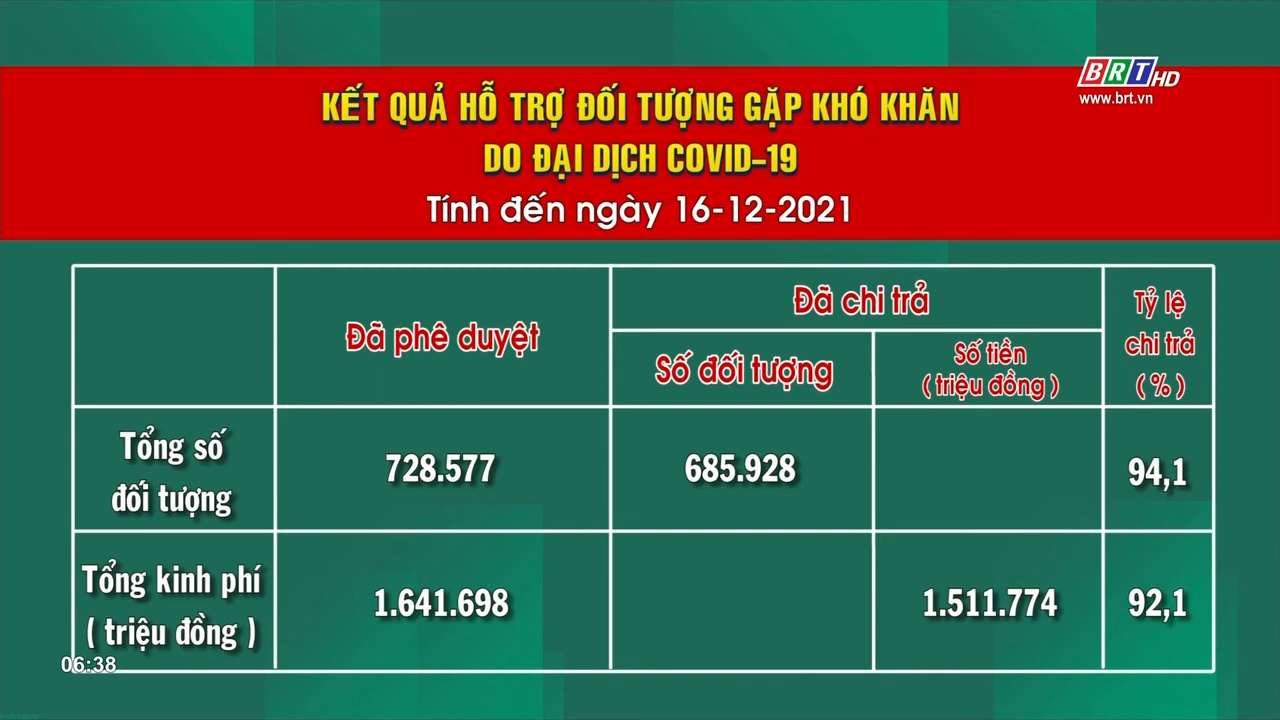 BRT HD
www.brt.vn
KẾT QUẢ HỖ TRỢ ĐỐI TƯỢNG GẶP KHÓ KHĂN
DO ĐẠI DỊCH COVID-19
Tính đến ngày 16-12-2021
Đã phê duyệt
Đã chi trả
Số đối tượng
Số tiền
( triệu đồng )
Tỷ lệ
chi trả
( % )
Tổng số
đối tượng
728.577
685.928
94,1
Tổng kinh phí
( triệu đồng )
1.641.698
1.511.774
92,1
06:38